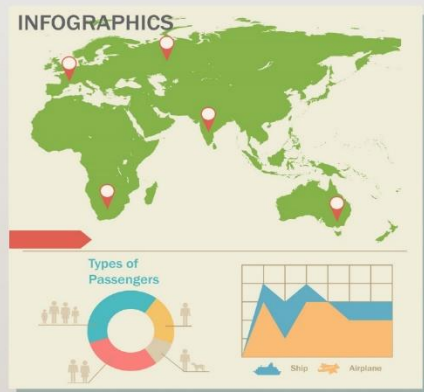 INFOGRAPHICS
Types of
Passengers
Ship
Airplane